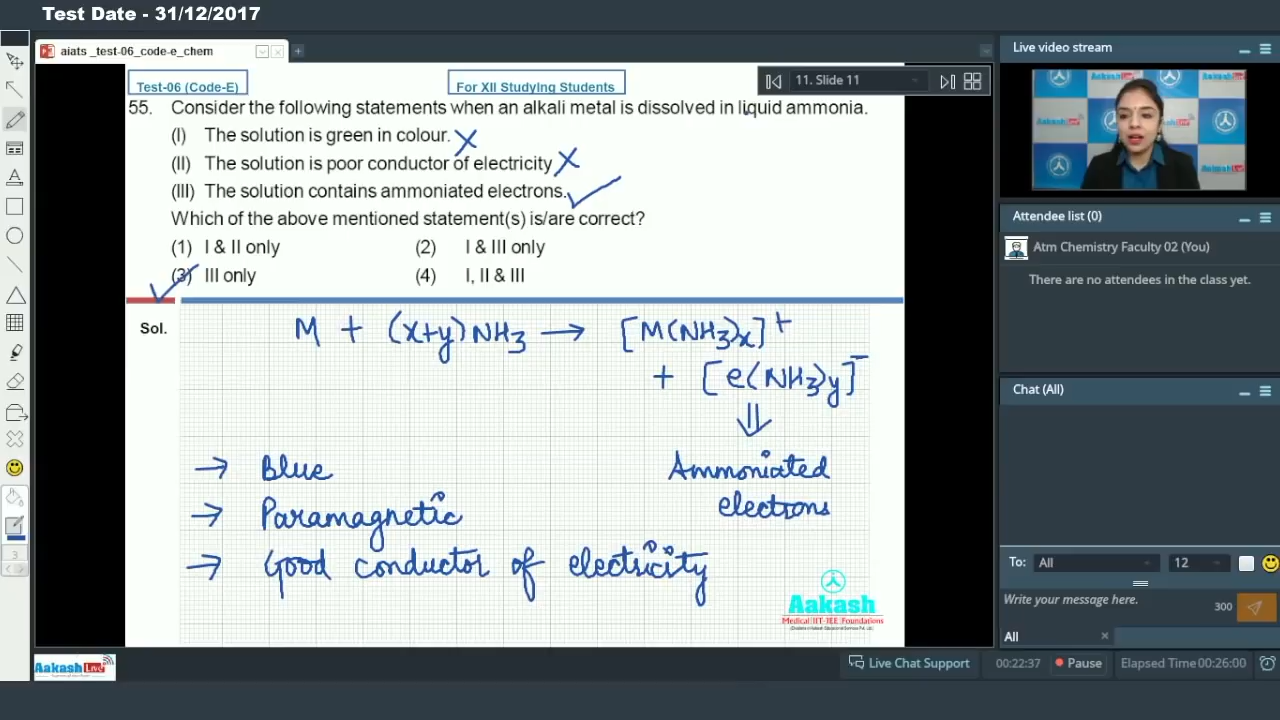 Test Date - 31/12/2017
aiats _test-06_code-e_chem
Live video stream
Test-06 (Code-E)
For XII Studying Students
11. Slide 11
55. Consider the following statements when an alkali metal is dissolved in liquid ammonia.
(I) The solution is green in colour. X
(II) The solution is poor conductor of electricity X
(III) The solution contains ammoniated electrons. ✓
Which of the above mentioned statement(s) is/are correct?
(1) I & II only (2) I & III only
(3) III only (4) I, II & III
Sol. M + (x+y)NH3 → [M(NH3)x]+
+ [e(NH3)y]−
⇓
Ammoniated
electrons
→ Blue
→ Paramagnetic
→ Good conductor of electricity
Aakash
Medical|IIT-JEE|Foundations
Attendee list (0)
Atm Chemistry Faculty 02 (You)
There are no attendees in the class yet.
Chat (All)
To: All 12
Write your message here. 300
All ×
3
Aakash Live
Live Chat Support 00:22:37 Pause Elapsed Time 00:26:00